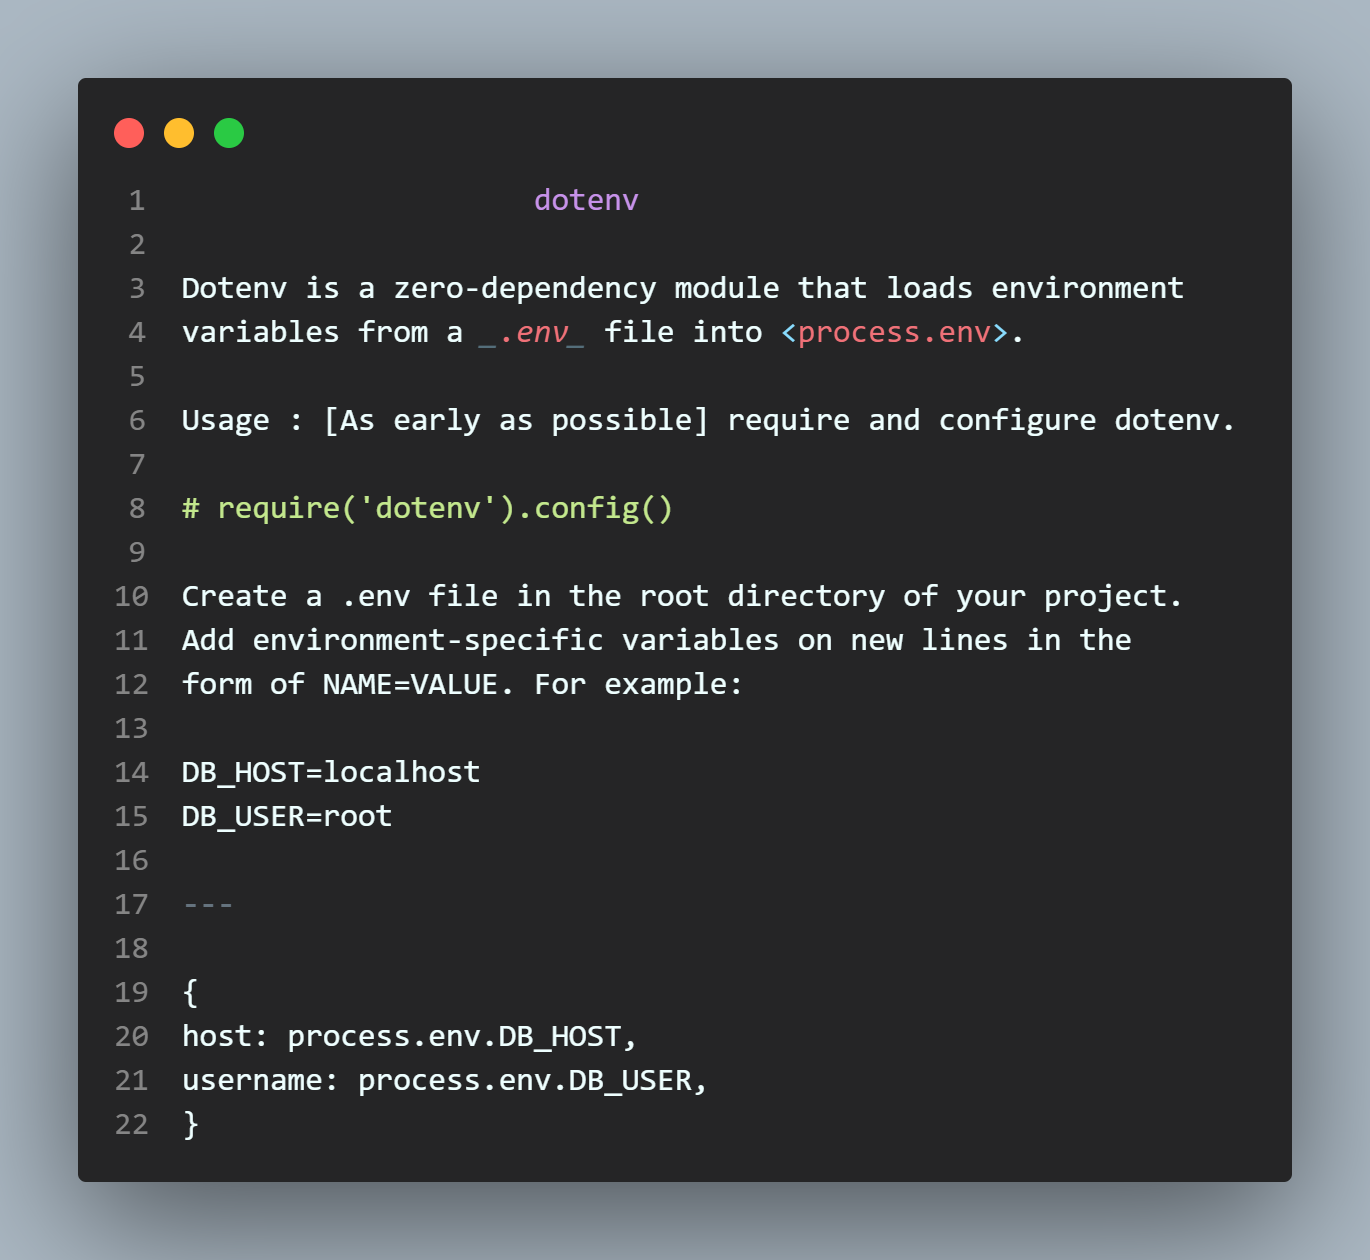 1 dotenv
2
3 Dotenv is a zero-dependency module that loads environment
4 variables from a _.env_ file into <process.env>.
5
6 Usage : [As early as possible] require and configure dotenv.
7
8 # require('dotenv').config()
9
10 Create a .env file in the root directory of your project.
11 Add environment-specific variables on new lines in the
12 form of NAME=VALUE. For example:
13
14 DB_HOST=localhost
15 DB_USER=root
16
17 ---
18
19 {
20 host: process.env.DB_HOST,
21 username: process.env.DB_USER,
22 }